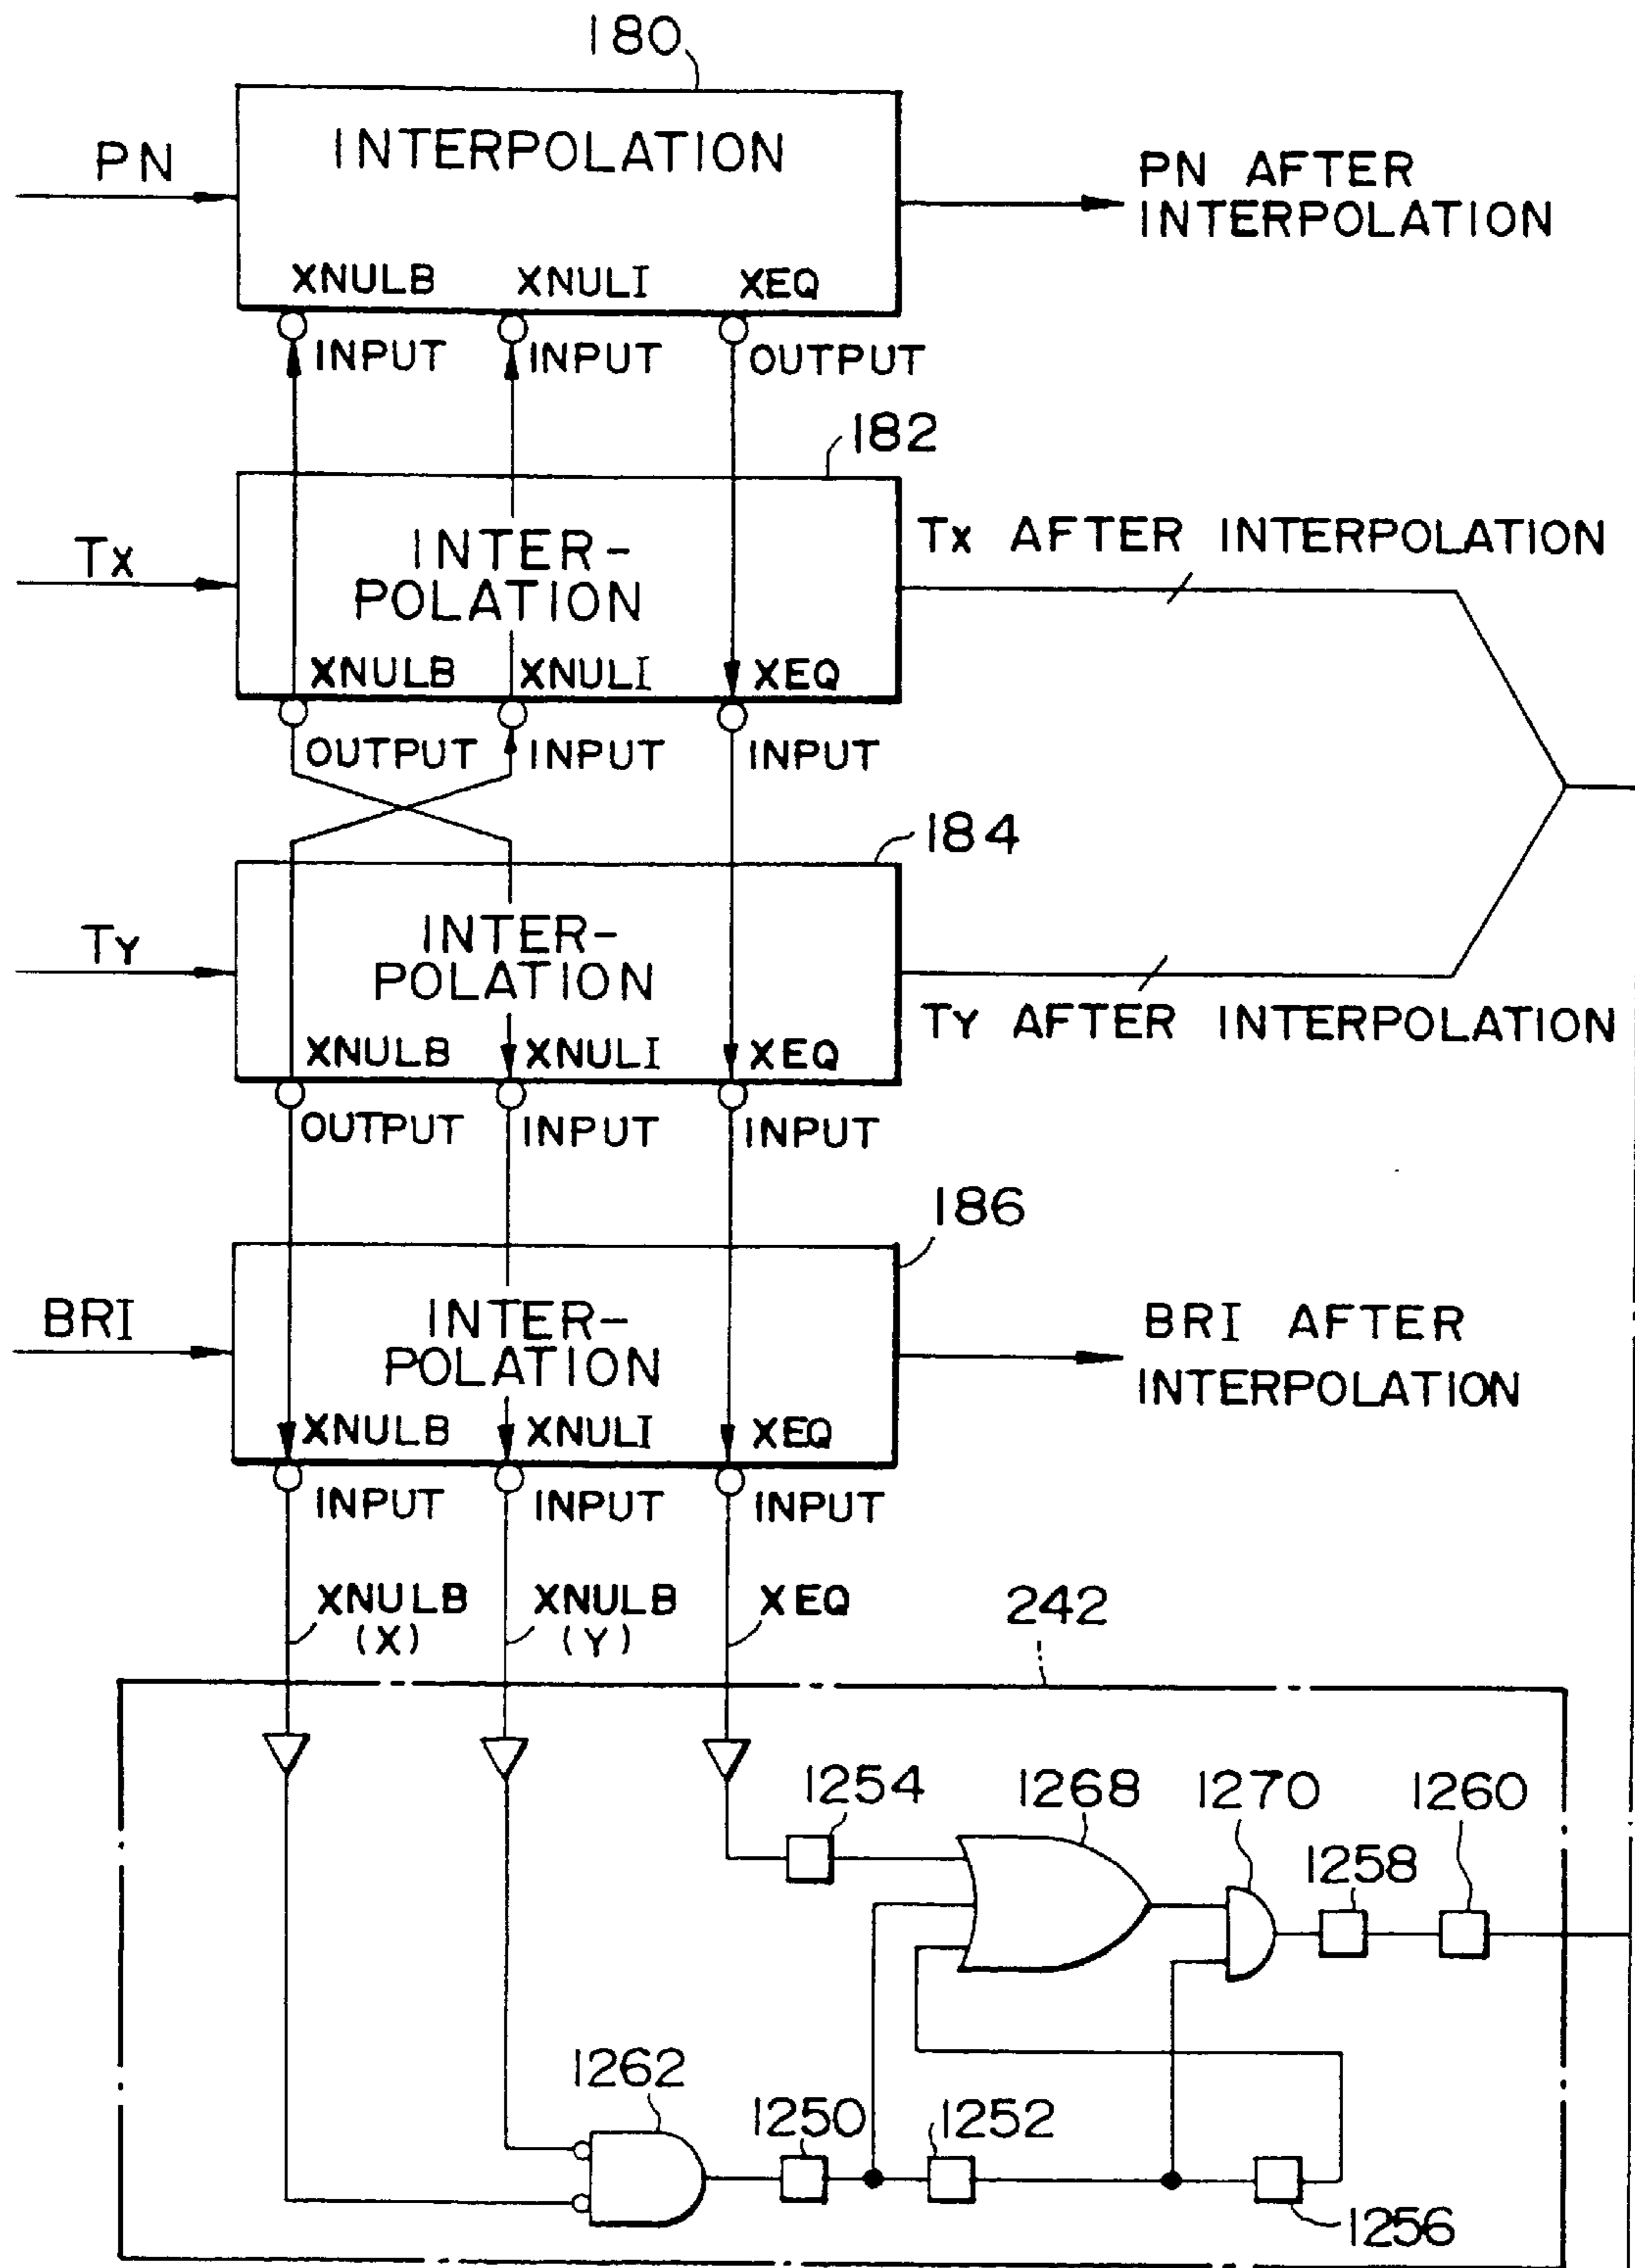 180
INTERPOLATION
PN
PN AFTER
INTERPOLATION
XNULB XNULI XEQ
INPUT INPUT OUTPUT
182
TX
INTER-
POLATION
TX AFTER INTERPOLATION
XNULB XNULI XEQ
OUTPUT INPUT INPUT
184
TY
INTER-
POLATION
TY AFTER INTERPOLATION
XNULB XNULI XEQ
OUTPUT INPUT INPUT
186
BRI
INTER-
POLATION
BRI AFTER
INTERPOLATION
XNULB XNULI XEQ
INPUT INPUT INPUT
XNULB
(X)
XNULB
(Y)
XEQ
242
1254
1268
1270
1260
1258
1262
1250
1252
1256